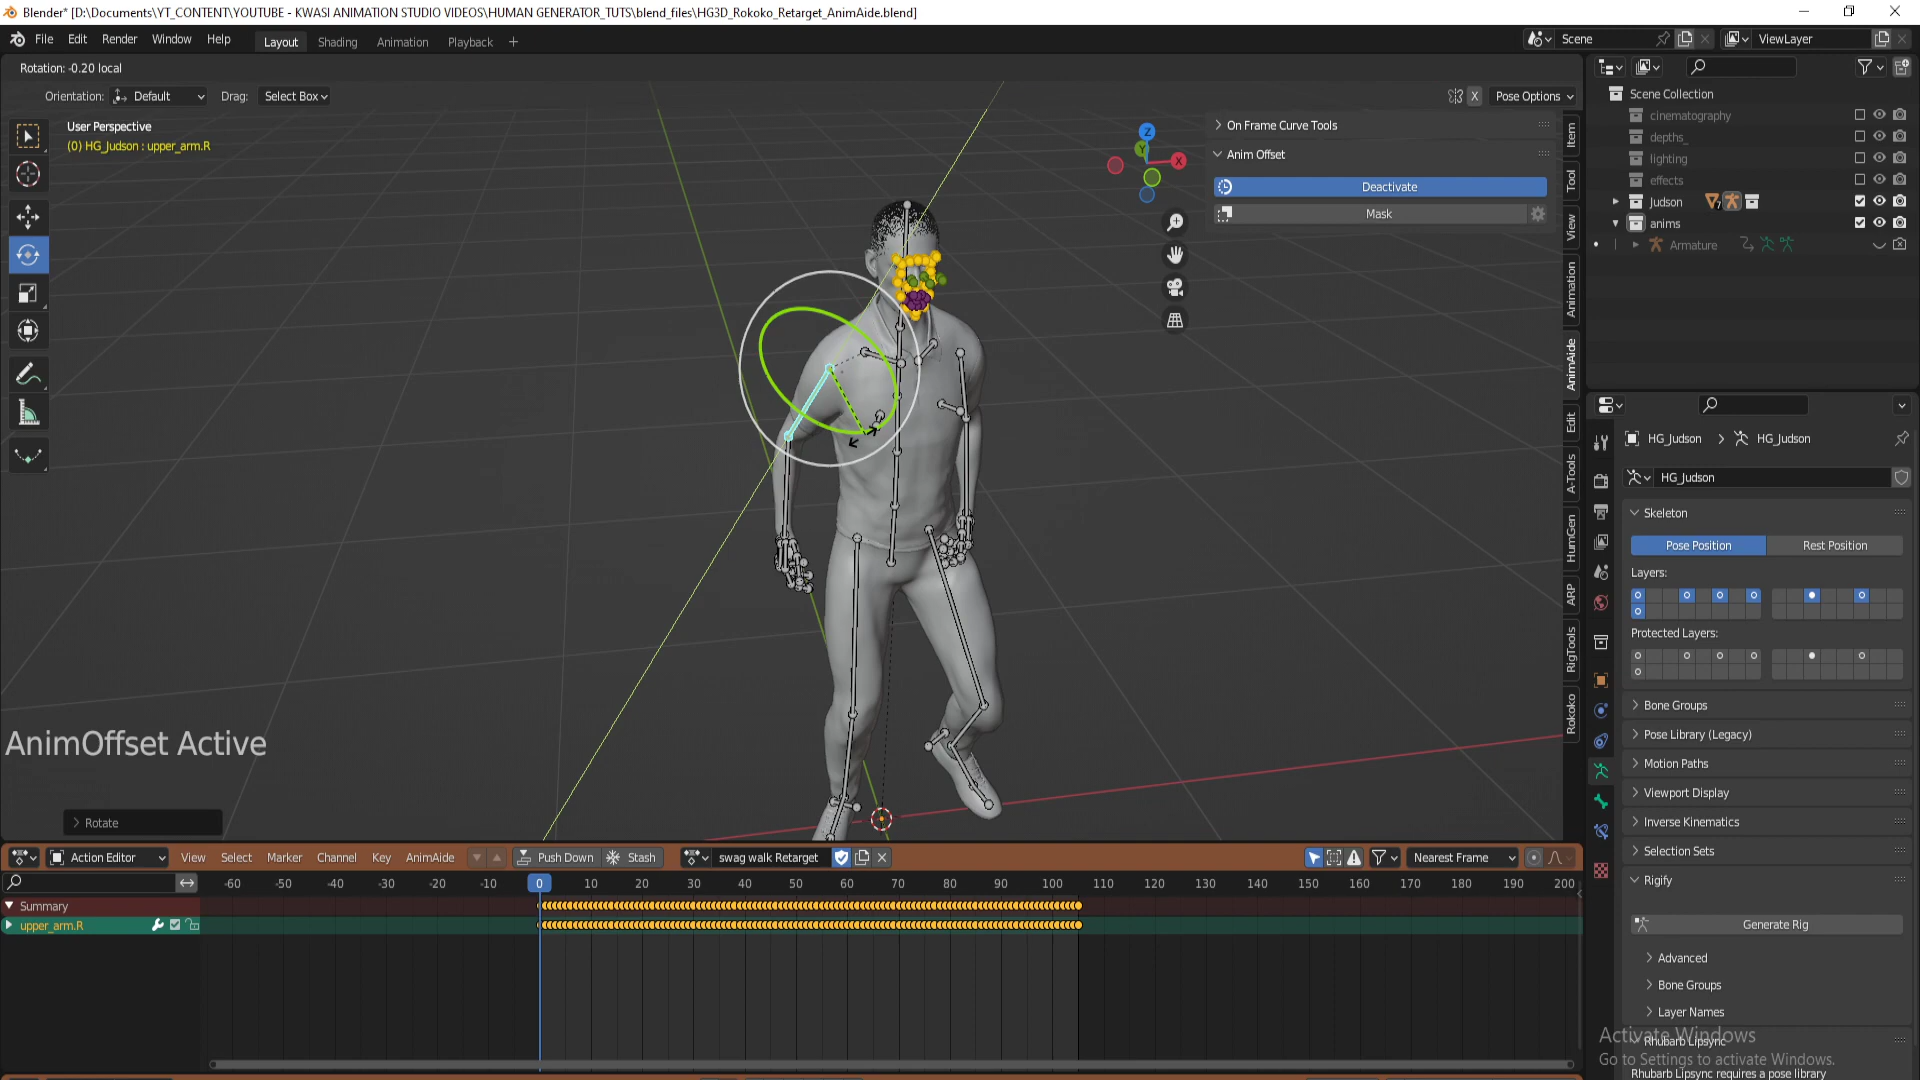 Blender* [D:\Documents\YT_CONTENT\YOUTUBE - KWASI ANIMATION STUDIO VIDEOS\HUMAN GENERATOR_TUTS\blend_files\HG3D_Rokoko_Retarget_AnimAide.blend]
File Edit Render Window Help Layout Shading Animation Playback + Scene ViewLayer
Rotation: -0.20 local
Orientation: Default Drag: Select Box X Pose Options
User Perspective
(0) HG_Judson : upper_arm.R
On Frame Curve Tools
Anim Offset
Deactivate
Mask
Z
Y
X
Item
Tool
View
Animation
AnimAide
Edit
A-Tools
HumGen
ARP
RigTools
Rokoko
Scene Collection
cinematography
depths_
lighting
effects
Judson 7
anims
Armature
HG_Judson > HG_Judson
HG_Judson
Skeleton
Pose Position Rest Position
Layers:
Protected Layers:
Bone Groups
Pose Library (Legacy)
Motion Paths
Viewport Display
Inverse Kinematics
Selection Sets
Rigify
Generate Rig
Advanced
Bone Groups
Layer Names
Rhubarb Lipsync
Rhubarb Lipsync requires a pose library
Activate Windows
Go to Settings to activate Windows.
AnimOffset Active
Rotate
Action Editor View Select Marker Channel Key AnimAide Push Down Stash swag walk Retarget Nearest Frame
-60 -50 -40 -30 -20 -10 0 10 20 30 40 50 60 70 80 90 100 110 120 130 140 150 160 170 180 190 200
Summary
upper_arm.R